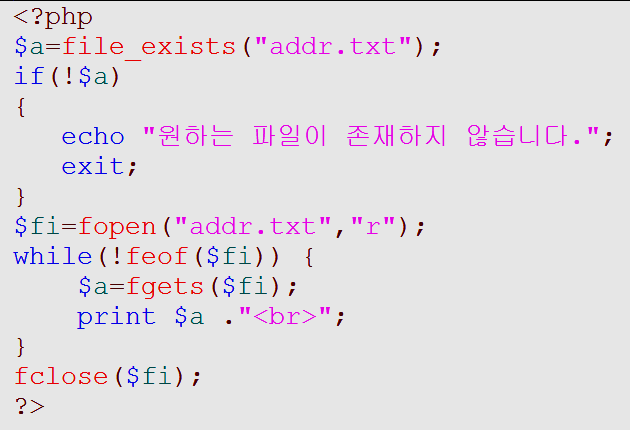 <?php
$a=file_exists("addr.txt");
if(!$a)
{
   echo "원하는 파일이 존재하지 않습니다.";
   exit;
}
$fi=fopen("addr.txt","r");
while(!feof($fi)) {
    $a=fgets($fi);
    print $a ."<br>";
}
fclose($fi);
?>